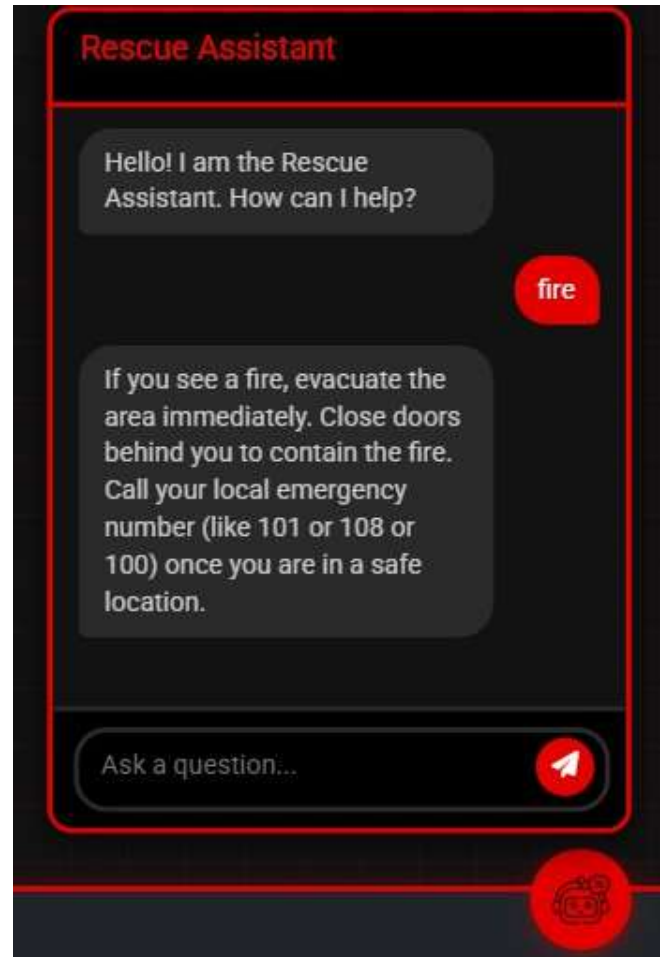 Rescue Assistant
Hello! I am the Rescue
Assistant. How can I help?
fire
If you see a fire, evacuate the
area immediately. Close doors
behind you to contain the fire.
Call your local emergency
number (like 101 or 108 or
100) once you are in a safe
location.
Ask a question...